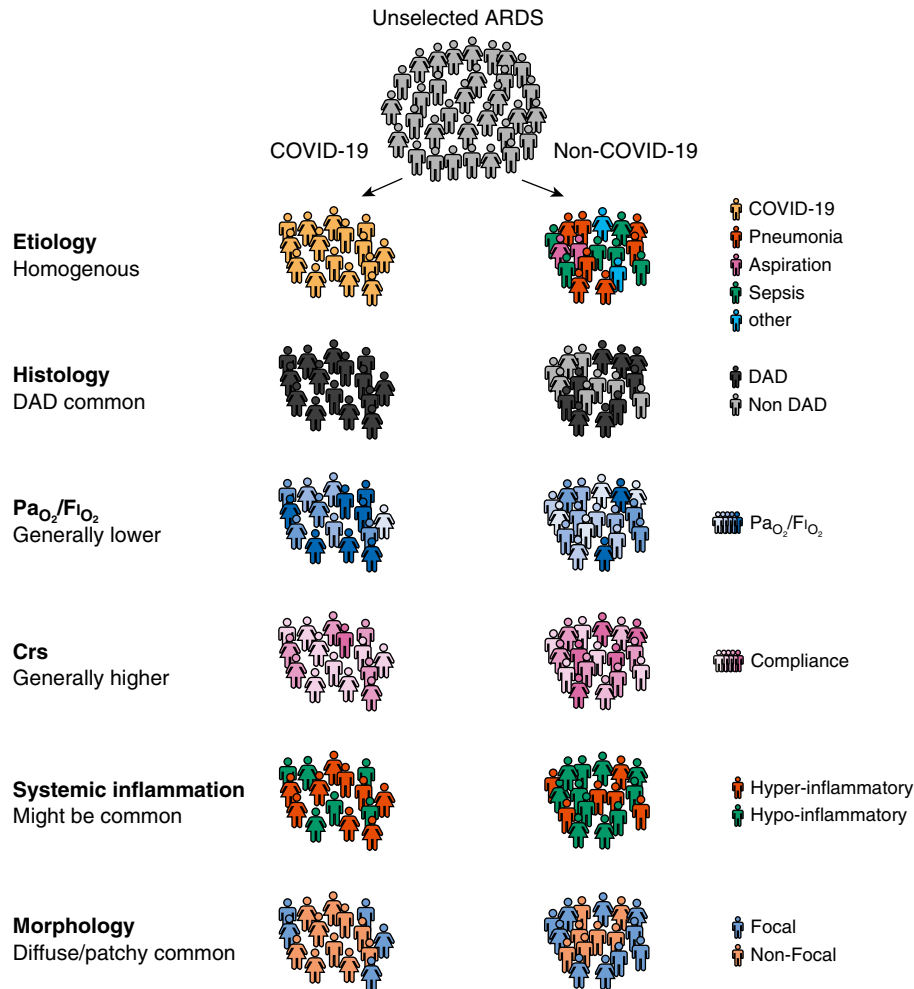 Unselected ARDS
COVID-19
Non-COVID-19
Etiology
Homogenous
COVID-19
Pneumonia
Aspiration
Sepsis
other
Histology
DAD common
DAD
Non DAD
PaO₂/FIO₂
Generally lower
PaO₂/FIO₂
Crs
Generally higher
Compliance
Systemic inflammation
Might be common
Hyper-inflammatory
Hypo-inflammatory
Morphology
Diffuse/patchy common
Focal
Non-Focal